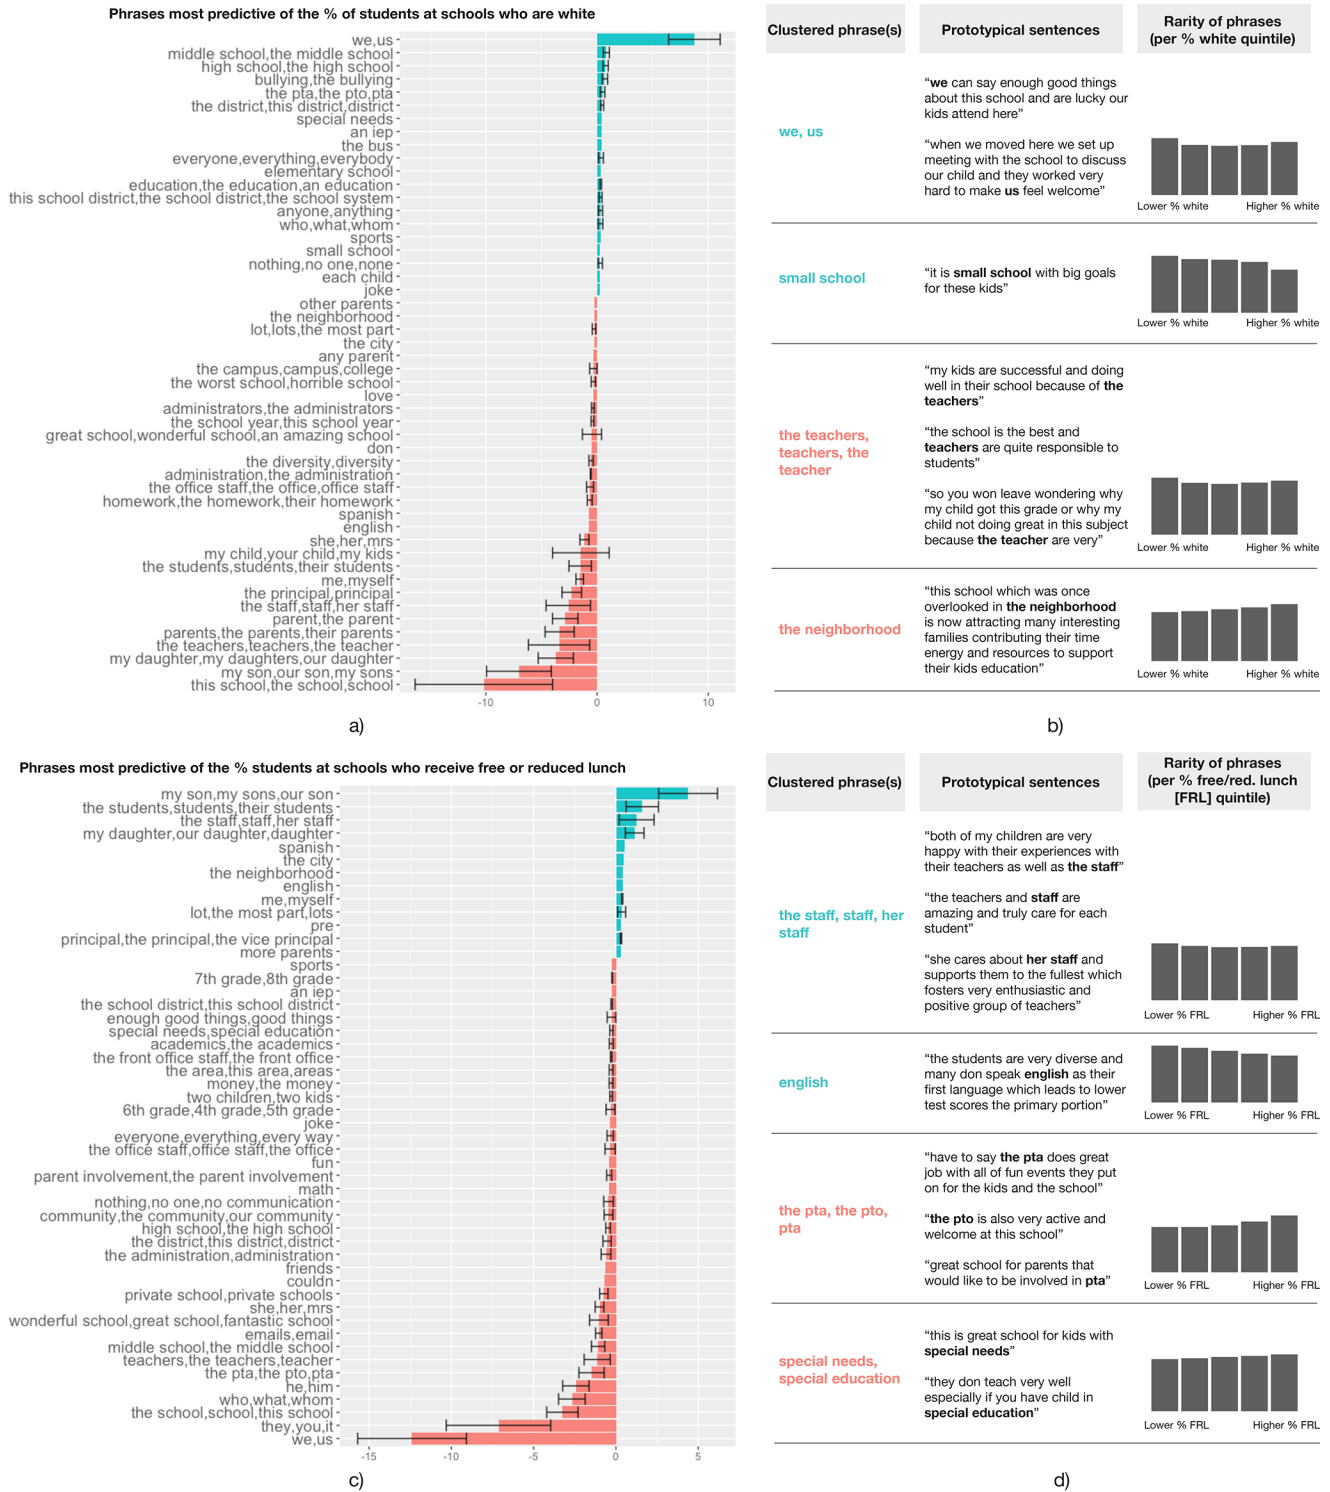 Phrases most predictive of the % of students at schools who are white
we,us
middle school,the middle school
high school,the high school
bullying,the bullying
the pta,the pto,pta
the district,this district,district
special needs
an iep
the bus
everyone,everything,everybody
elementary school
education,the education,an education
this school district,the school district,the school system
anyone,anything
who,what,whom
sports
small school
nothing,no one,none
each child
joke
other parents
the neighborhood
lot,lots,the most part
the city
any parent
the campus,campus,college
the worst school,horrible school
love
administrators,the administrators
the school year,this school year
great school,wonderful school,an amazing school
don
the diversity,diversity
administration,the administration
the office staff,the office,office staff
homework,the homework,their homework
spanish
english
she,her,mrs
my child,your child,my kids
the students,students,their students
me,myself
the principal,principal
the staff,staff,her staff
parent,the parent
parents,the parents,their parents
the teachers,teachers,the teacher
my daughter,my daughters,our daughter
my son,our son,my sons
this school,the school,school
-10 0 10
a)
Clustered phrase(s) Prototypical sentences Rarity of phrases
(per % white quintile)
we, us
“we can say enough good things
about this school and are lucky our
kids attend here”
“when we moved here we set up
meeting with the school to discuss
our child and they worked very
hard to make us feel welcome”
Lower % white Higher % white
small school
“it is small school with big goals
for these kids”
Lower % white Higher % white
the teachers,
teachers, the
teacher
“my kids are successful and doing
well in their school because of the
teachers”
“the school is the best and
teachers are quite responsible to
students”
“so you won leave wondering why
my child got this grade or why my
child not doing great in this subject
because the teacher are very”
Lower % white Higher % white
the neighborhood
“this school which was once
overlooked in the neighborhood
is now attracting many interesting
families contributing their time
energy and resources to support
their kids education”
Lower % white Higher % white
b)
Phrases most predictive of the % students at schools who receive free or reduced lunch
my son,my sons,our son
the students,students,their students
the staff,staff,her staff
my daughter,our daughter,daughter
spanish
the city
the neighborhood
english
me,myself
lot,the most part,lots
pre
principal,the principal,the vice principal
more parents
sports
7th grade,8th grade
an iep
the school district,this school district
enough good things,good things
special needs,special education
academics,the academics
the front office staff,the front office
the area,this area,areas
money,the money
two children,two kids
6th grade,4th grade,5th grade
joke
everyone,everything,every way
the office staff,office staff,the office
fun
parent involvement,the parent involvement
math
nothing,no one,no communication
community,the community,our community
high school,the high school
the district,this district,district
the administration,administration
friends
couldn
private school,private schools
she,her,mrs
wonderful school,great school,fantastic school
emails,email
middle school,the middle school
teachers,the teachers,teacher
the pta,the pto,pta
he,him
who,what,whom
the school,school,this school
they,you,it
we,us
-15 -10 -5 0 5
c)
Clustered phrase(s) Prototypical sentences Rarity of phrases
(per % free/red. lunch
[FRL] quintile)
the staff, staff, her
staff
“both of my children are very
happy with their experiences with
their teachers as well as the staff”
“the teachers and staff are
amazing and truly care for each
student”
“she cares about her staff and
supports them to the fullest which
fosters very enthusiastic and
positive group of teachers”
Lower % FRL Higher % FRL
english
“the students are very diverse and
many don speak english as their
first language which leads to lower
test scores the primary portion”
Lower % FRL Higher % FRL
the pta, the pto,
pta
“have to say the pta does great
job with all of fun events they put
on for the kids and the school”
“the pto is also very active and
welcome at this school”
“great school for parents that
would like to be involved in pta”
Lower % FRL Higher % FRL
special needs,
special education
“this is great school for kids with
special needs”
“they don teach very well
especially if you have child in
special education”
Lower % FRL Higher % FRL
d)